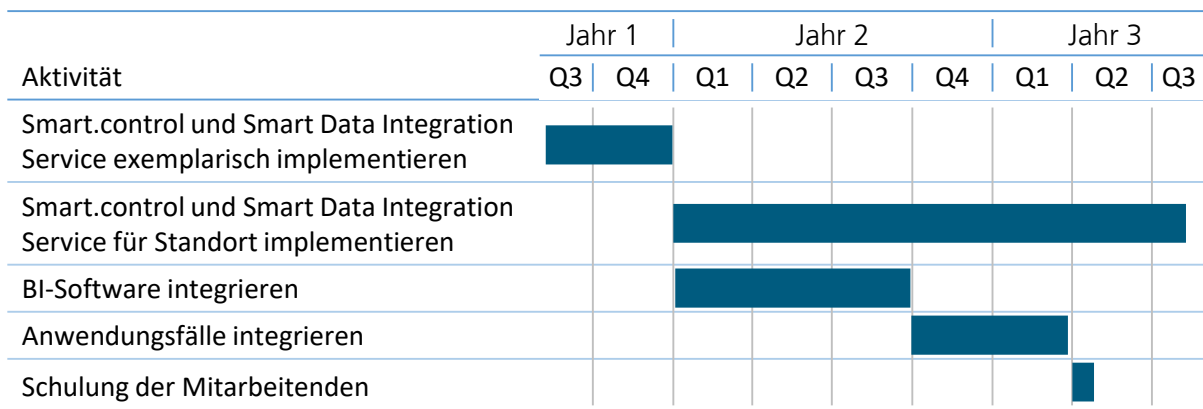 Jahr 1 Jahr 2 Jahr 3
Aktivität Q3 Q4 Q1 Q2 Q3 Q4 Q1 Q2 Q3
Smart.control und Smart Data Integration
Service exemplarisch implementieren
Smart.control und Smart Data Integration
Service für Standort implementieren
BI-Software integrieren
Anwendungsfälle integrieren
Schulung der Mitarbeitenden